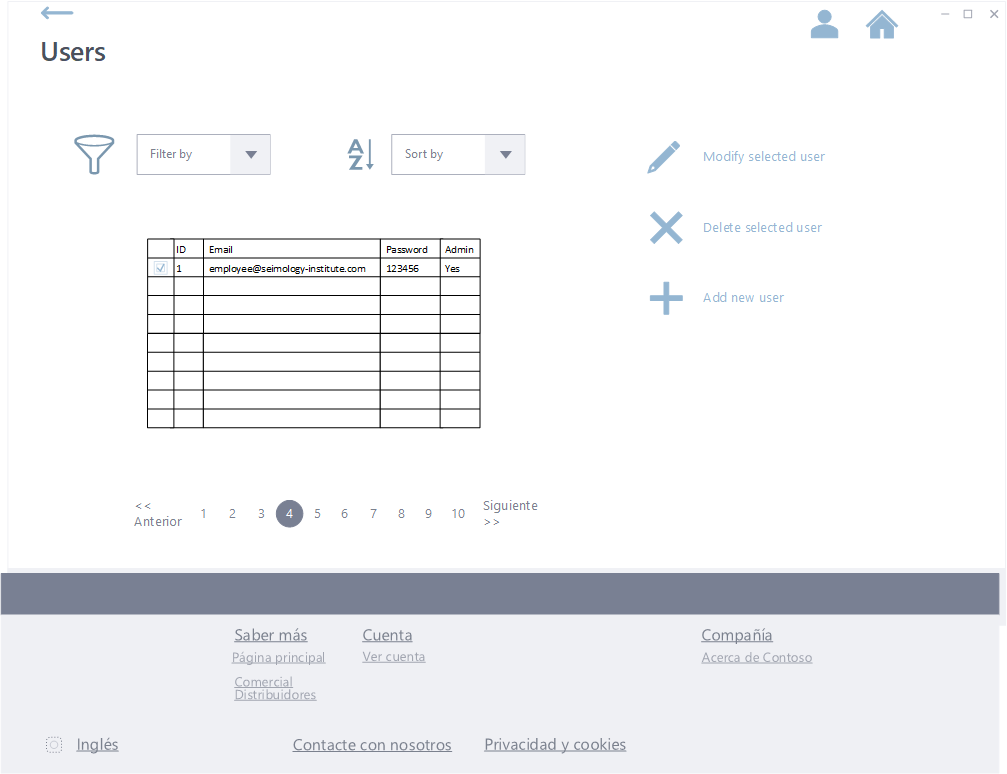 Users
Filter by
Sort by
Modify selected user
Delete selected user
Add new user
ID Email Password Admin
1 employee@seimology-institute.com 123456 Yes
<< Anterior 1 2 3 4 5 6 7 8 9 10 Siguiente >>
Saber más Cuenta Compañía
Página principal Ver cuenta Acerca de Contoso
Comercial
Distribuidores
Inglés Contacte con nosotros Privacidad y cookies